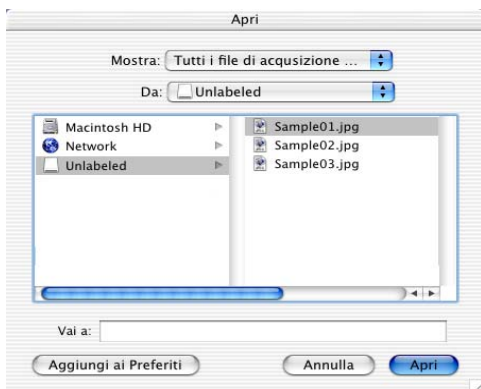 Apri
Mostra: Tutti i file di acqusizione ...
Da: Unlabeled
Macintosh HD
Network
Unlabeled
Sample01.jpg
Sample02.jpg
Sample03.jpg
Vai a:
Aggiungi ai Preferiti
Annulla
Apri